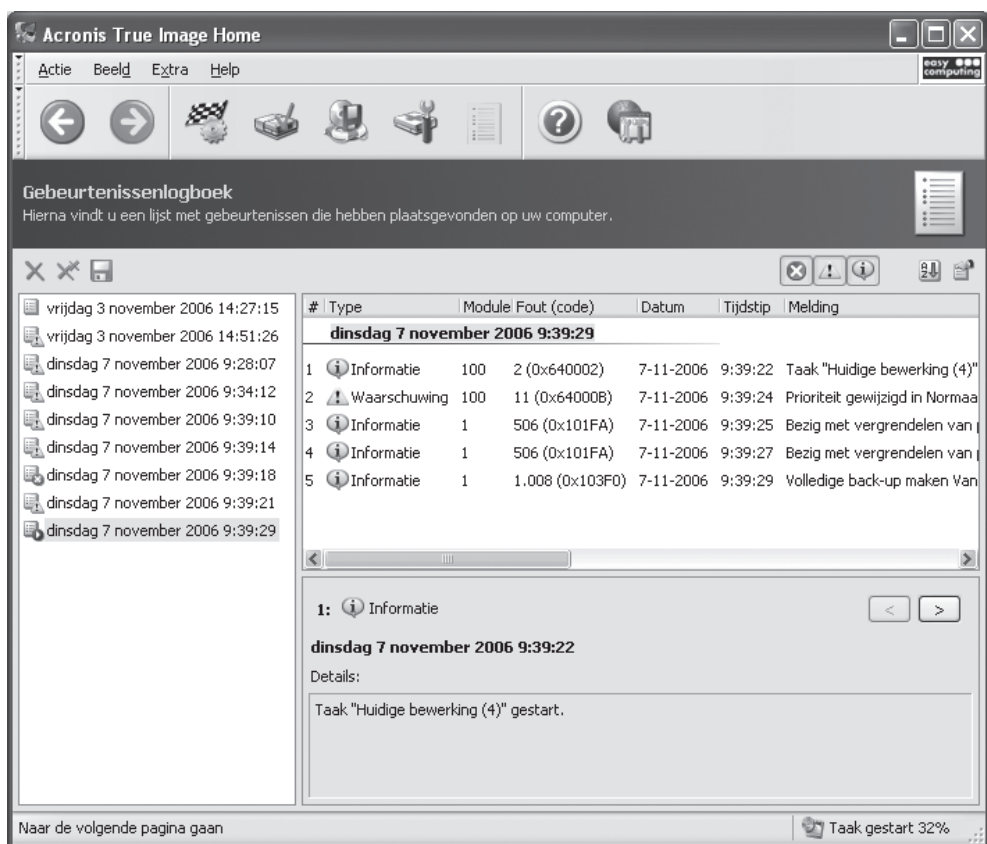 Acronis True Image Home
Actie Beeld Extra Help
easy computing
Gebeurtenissenlogboek
Hierna vindt u een lijst met gebeurtenissen die hebben plaatsgevonden op uw computer.
vrijdag 3 november 2006 14:27:15
vrijdag 3 november 2006 14:51:26
dinsdag 7 november 2006 9:28:07
dinsdag 7 november 2006 9:34:12
dinsdag 7 november 2006 9:39:10
dinsdag 7 november 2006 9:39:14
dinsdag 7 november 2006 9:39:18
dinsdag 7 november 2006 9:39:21
dinsdag 7 november 2006 9:39:29
# Type Module Fout (code) Datum Tijdstip Melding
dinsdag 7 november 2006 9:39:29
1 Informatie 100 2 (0x640002) 7-11-2006 9:39:22 Taak "Huidige bewerking (4)"
2 Waarschuwing 100 11 (0x64000B) 7-11-2006 9:39:24 Prioriteit gewijzigd in Normaa
3 Informatie 1 506 (0x101FA) 7-11-2006 9:39:25 Bezig met vergrendelen van
4 Informatie 1 506 (0x101FA) 7-11-2006 9:39:27 Bezig met vergrendelen van
5 Informatie 1 1.008 (0x103F0) 7-11-2006 9:39:29 Volledige back-up maken Van
1: Informatie
< >
dinsdag 7 november 2006 9:39:22
Details:
Taak "Huidige bewerking (4)" gestart.
Naar de volgende pagina gaan
Taak gestart 32%